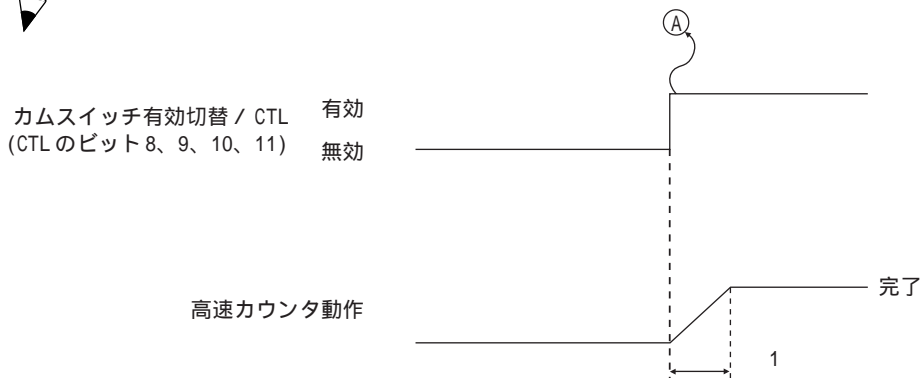 A
カムスイッチ有効切替 / CTL
(CTL のビット 8、9、10、11)
有効
無効
高速カウンタ動作
完了
1